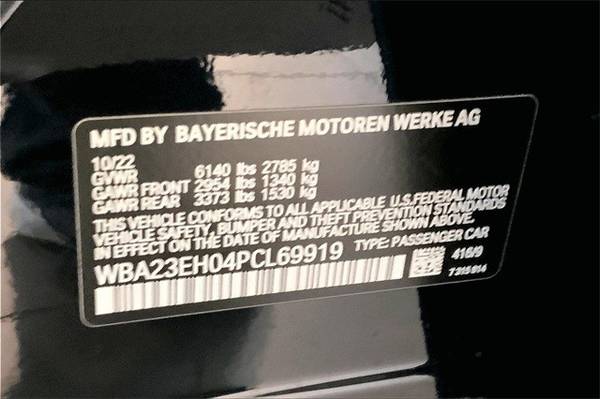 MFD BY BAYERISCHE MOTOREN WERKE AG
10/22
GVWR 6140 lbs 2785 kg
GAWR FRONT 2954 lbs 1340 kg
GAWR REAR 3373 lbs 1530 kg
THIS VEHICLE CONFORMS TO ALL APPLICABLE U.S.FEDERAL MOTOR
VEHICLE SAFETY, BUMPER AND THEFT PREVENTION STANDARDS
IN EFFECT ON THE DATE OF MANUFACTURE SHOWN ABOVE.
WBA23EH04PCL69919 TYPE: PASSENGER CAR
416/9